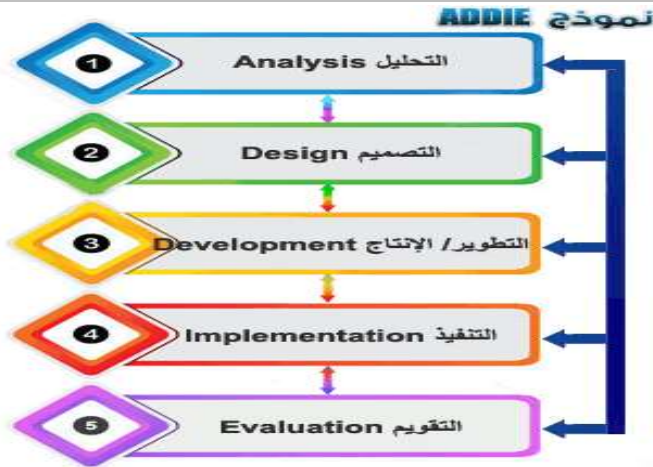 نموذج ADDIE
1
التحليل Analysis
2
التصميم Design
3
التطوير/ الإنتاج Development
4
التنفيذ Implementation
5
التقويم Evaluation